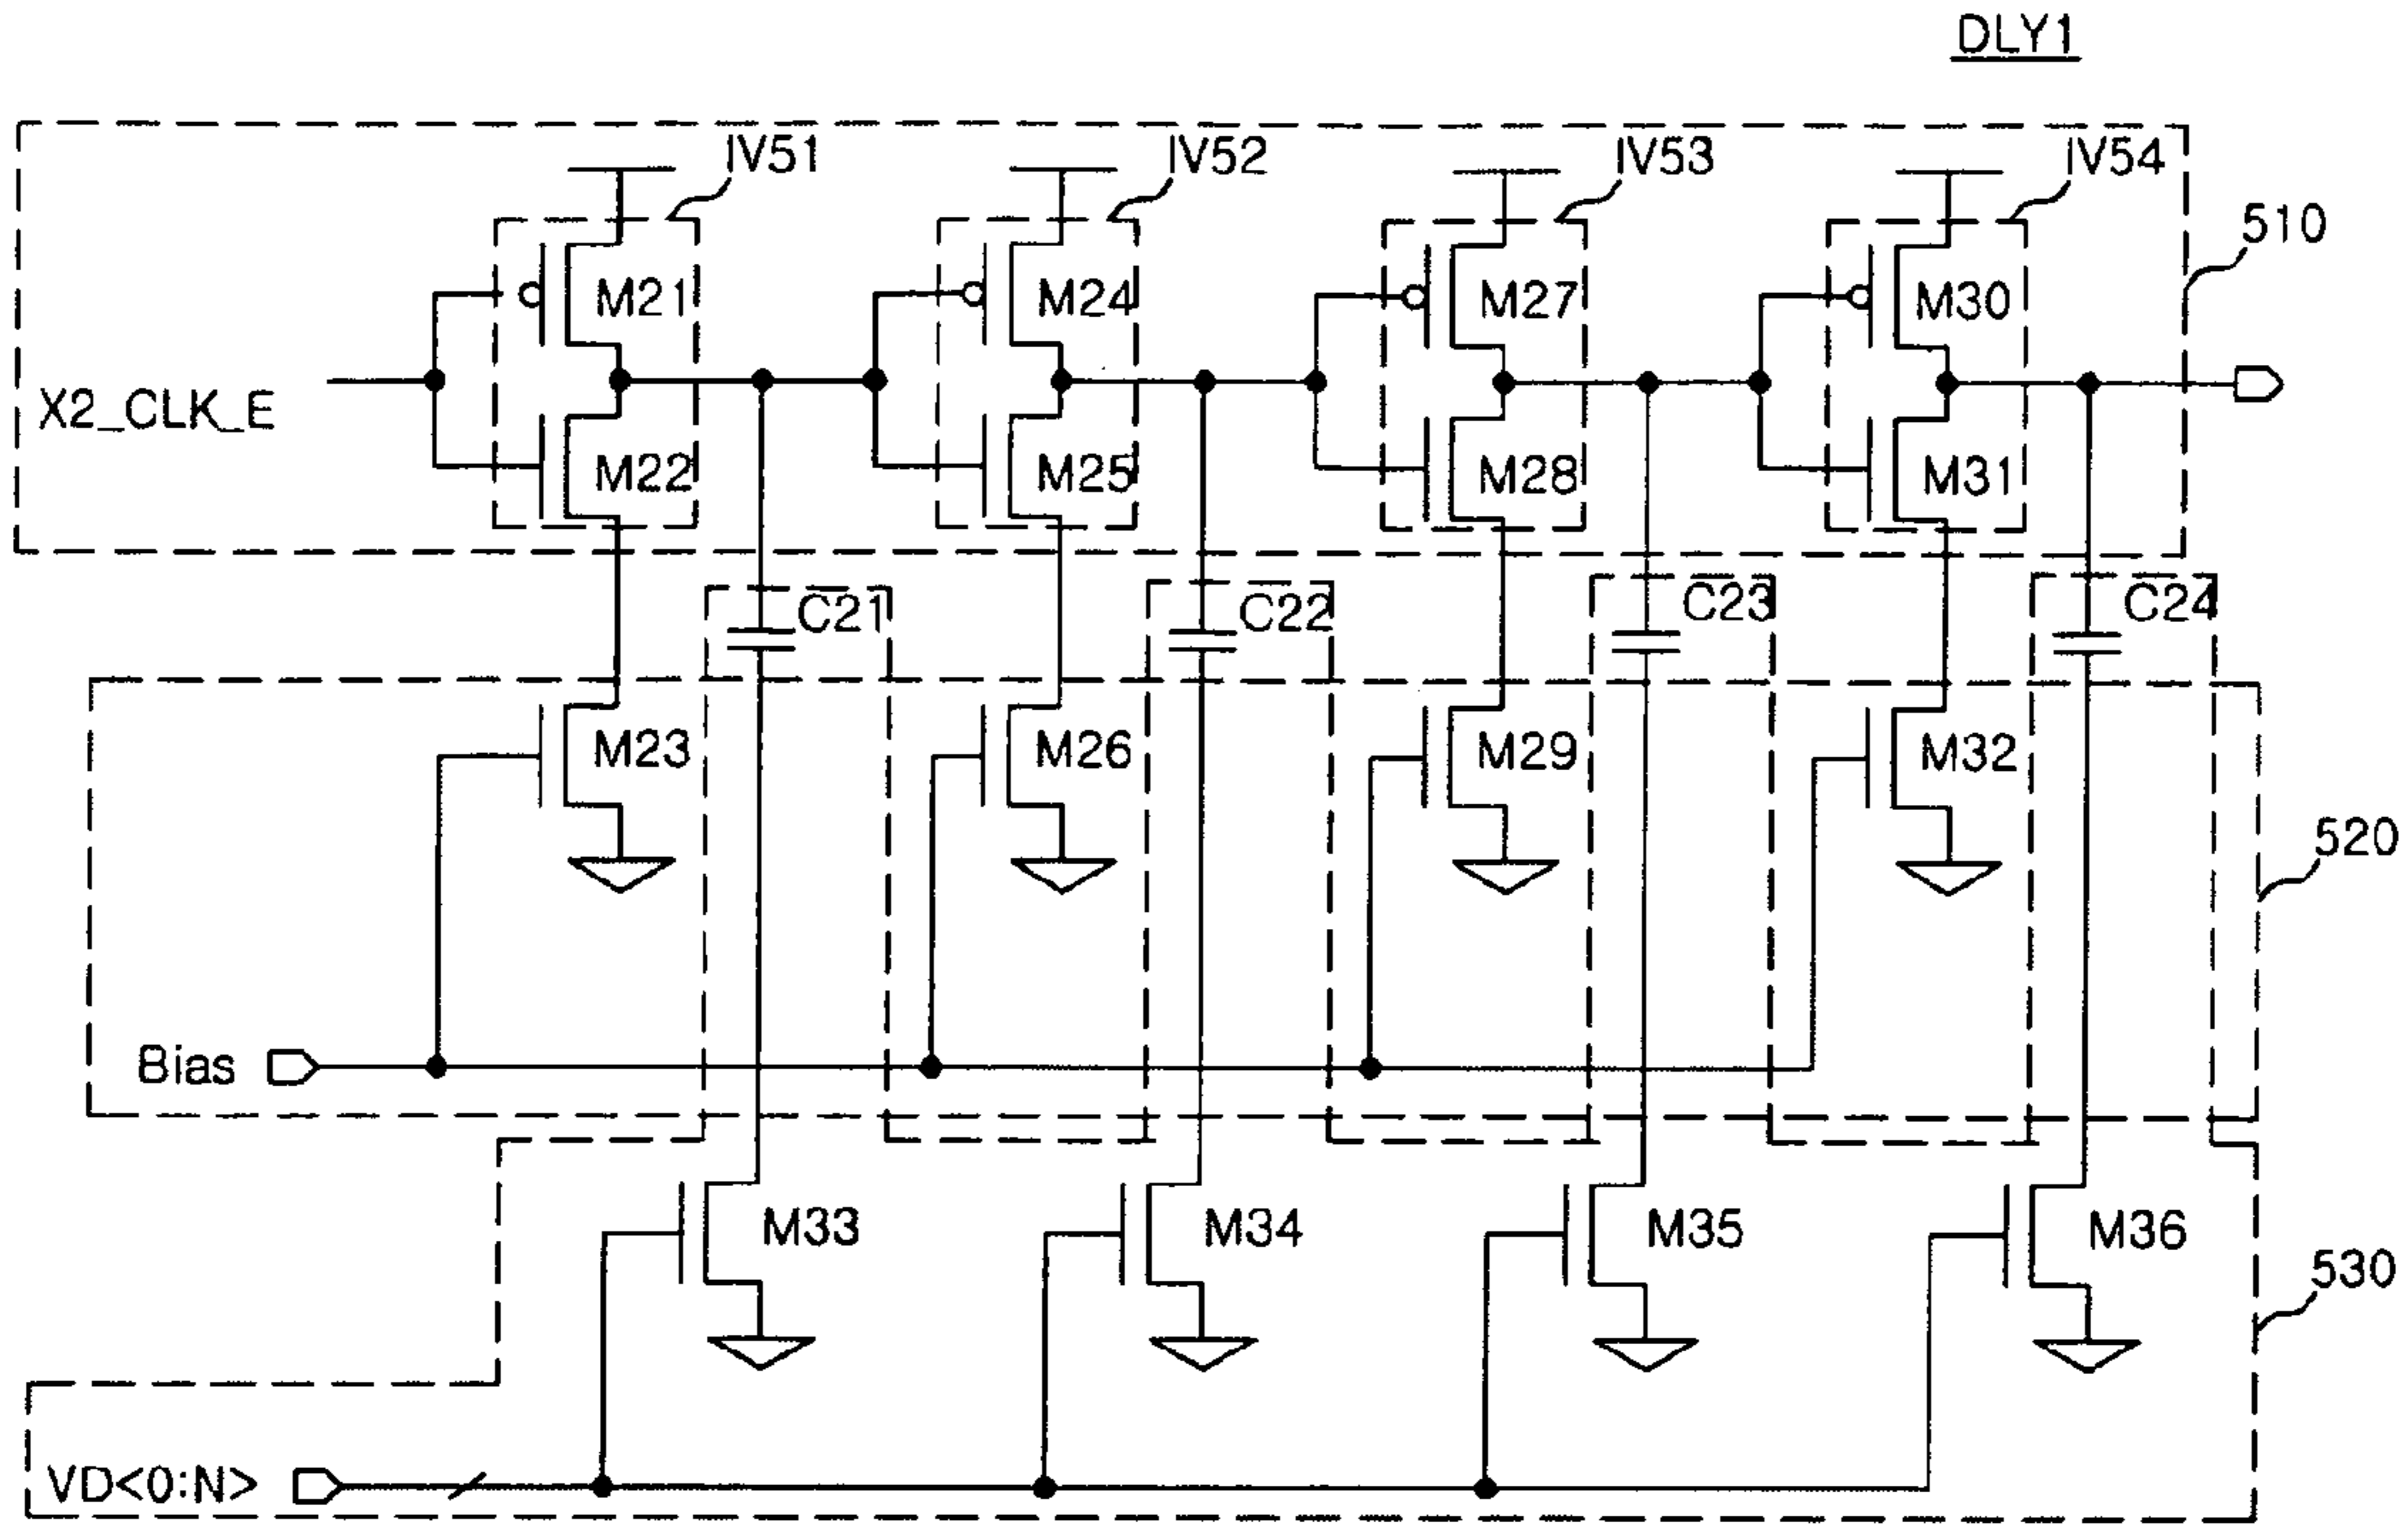 DLY1
IV51
IV52
IV53
IV54
510
M21
M24
M27
M30
X2_CLK_E
M22
M25
M28
M31
C21
C22
C23
C24
M23
M26
M29
M32
520
Bias
M33
M34
M35
M36
530
VD<0:N>